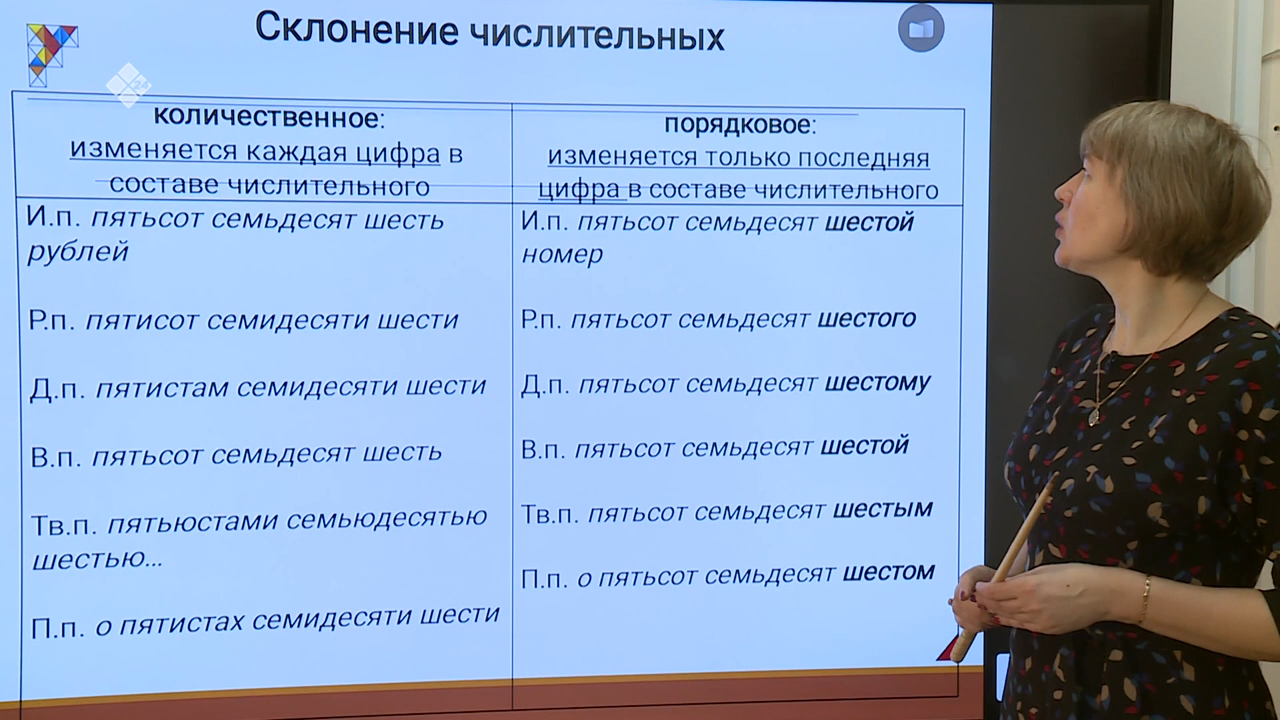 Склонение числительных
24
количественное:
изменяется каждая цифра в
составе числительного
И.п. пятьсот семьдесят шесть
рублей
Р.п. пятисот семидесяти шести
Д.п. пятистам семидесяти шести
В.п. пятьсот семьдесят шесть
Тв.п. пятьюстами семьюдесятью
шестью...
П.п. о пятистах семидесяти шести
порядковое:
изменяется только последняя
цифра в составе числительного
И.п. пятьсот семьдесят шестой
номер
Р.п. пятьсот семьдесят шестого
Д.п. пятьсот семьдесят шестому
В.п. пятьсот семьдесят шестой
Тв.п. пятьсот семьдесят шестым
П.п. о пятьсот семьдесят шестом